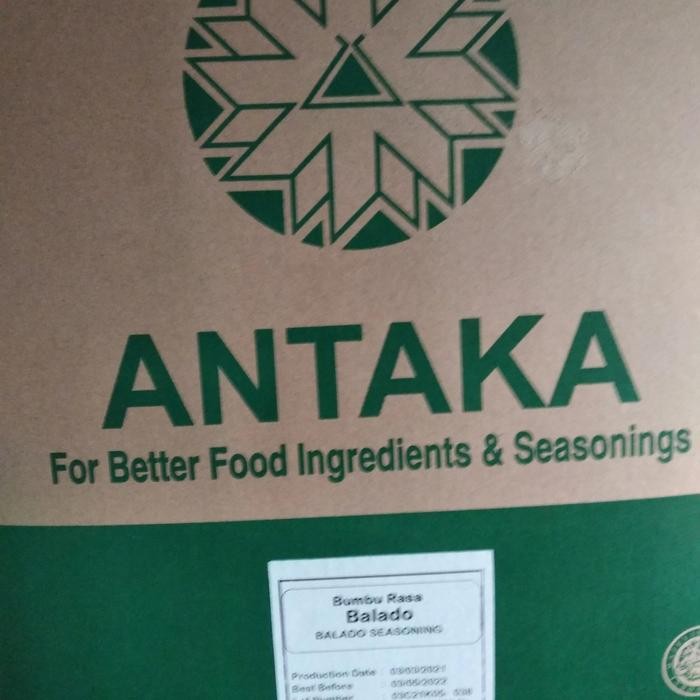 ANTAKA
For Better Food Ingredients & Seasonings
Bumbu Rasa
Balado
BALADO SEASONING
Production Date :
Best Before :